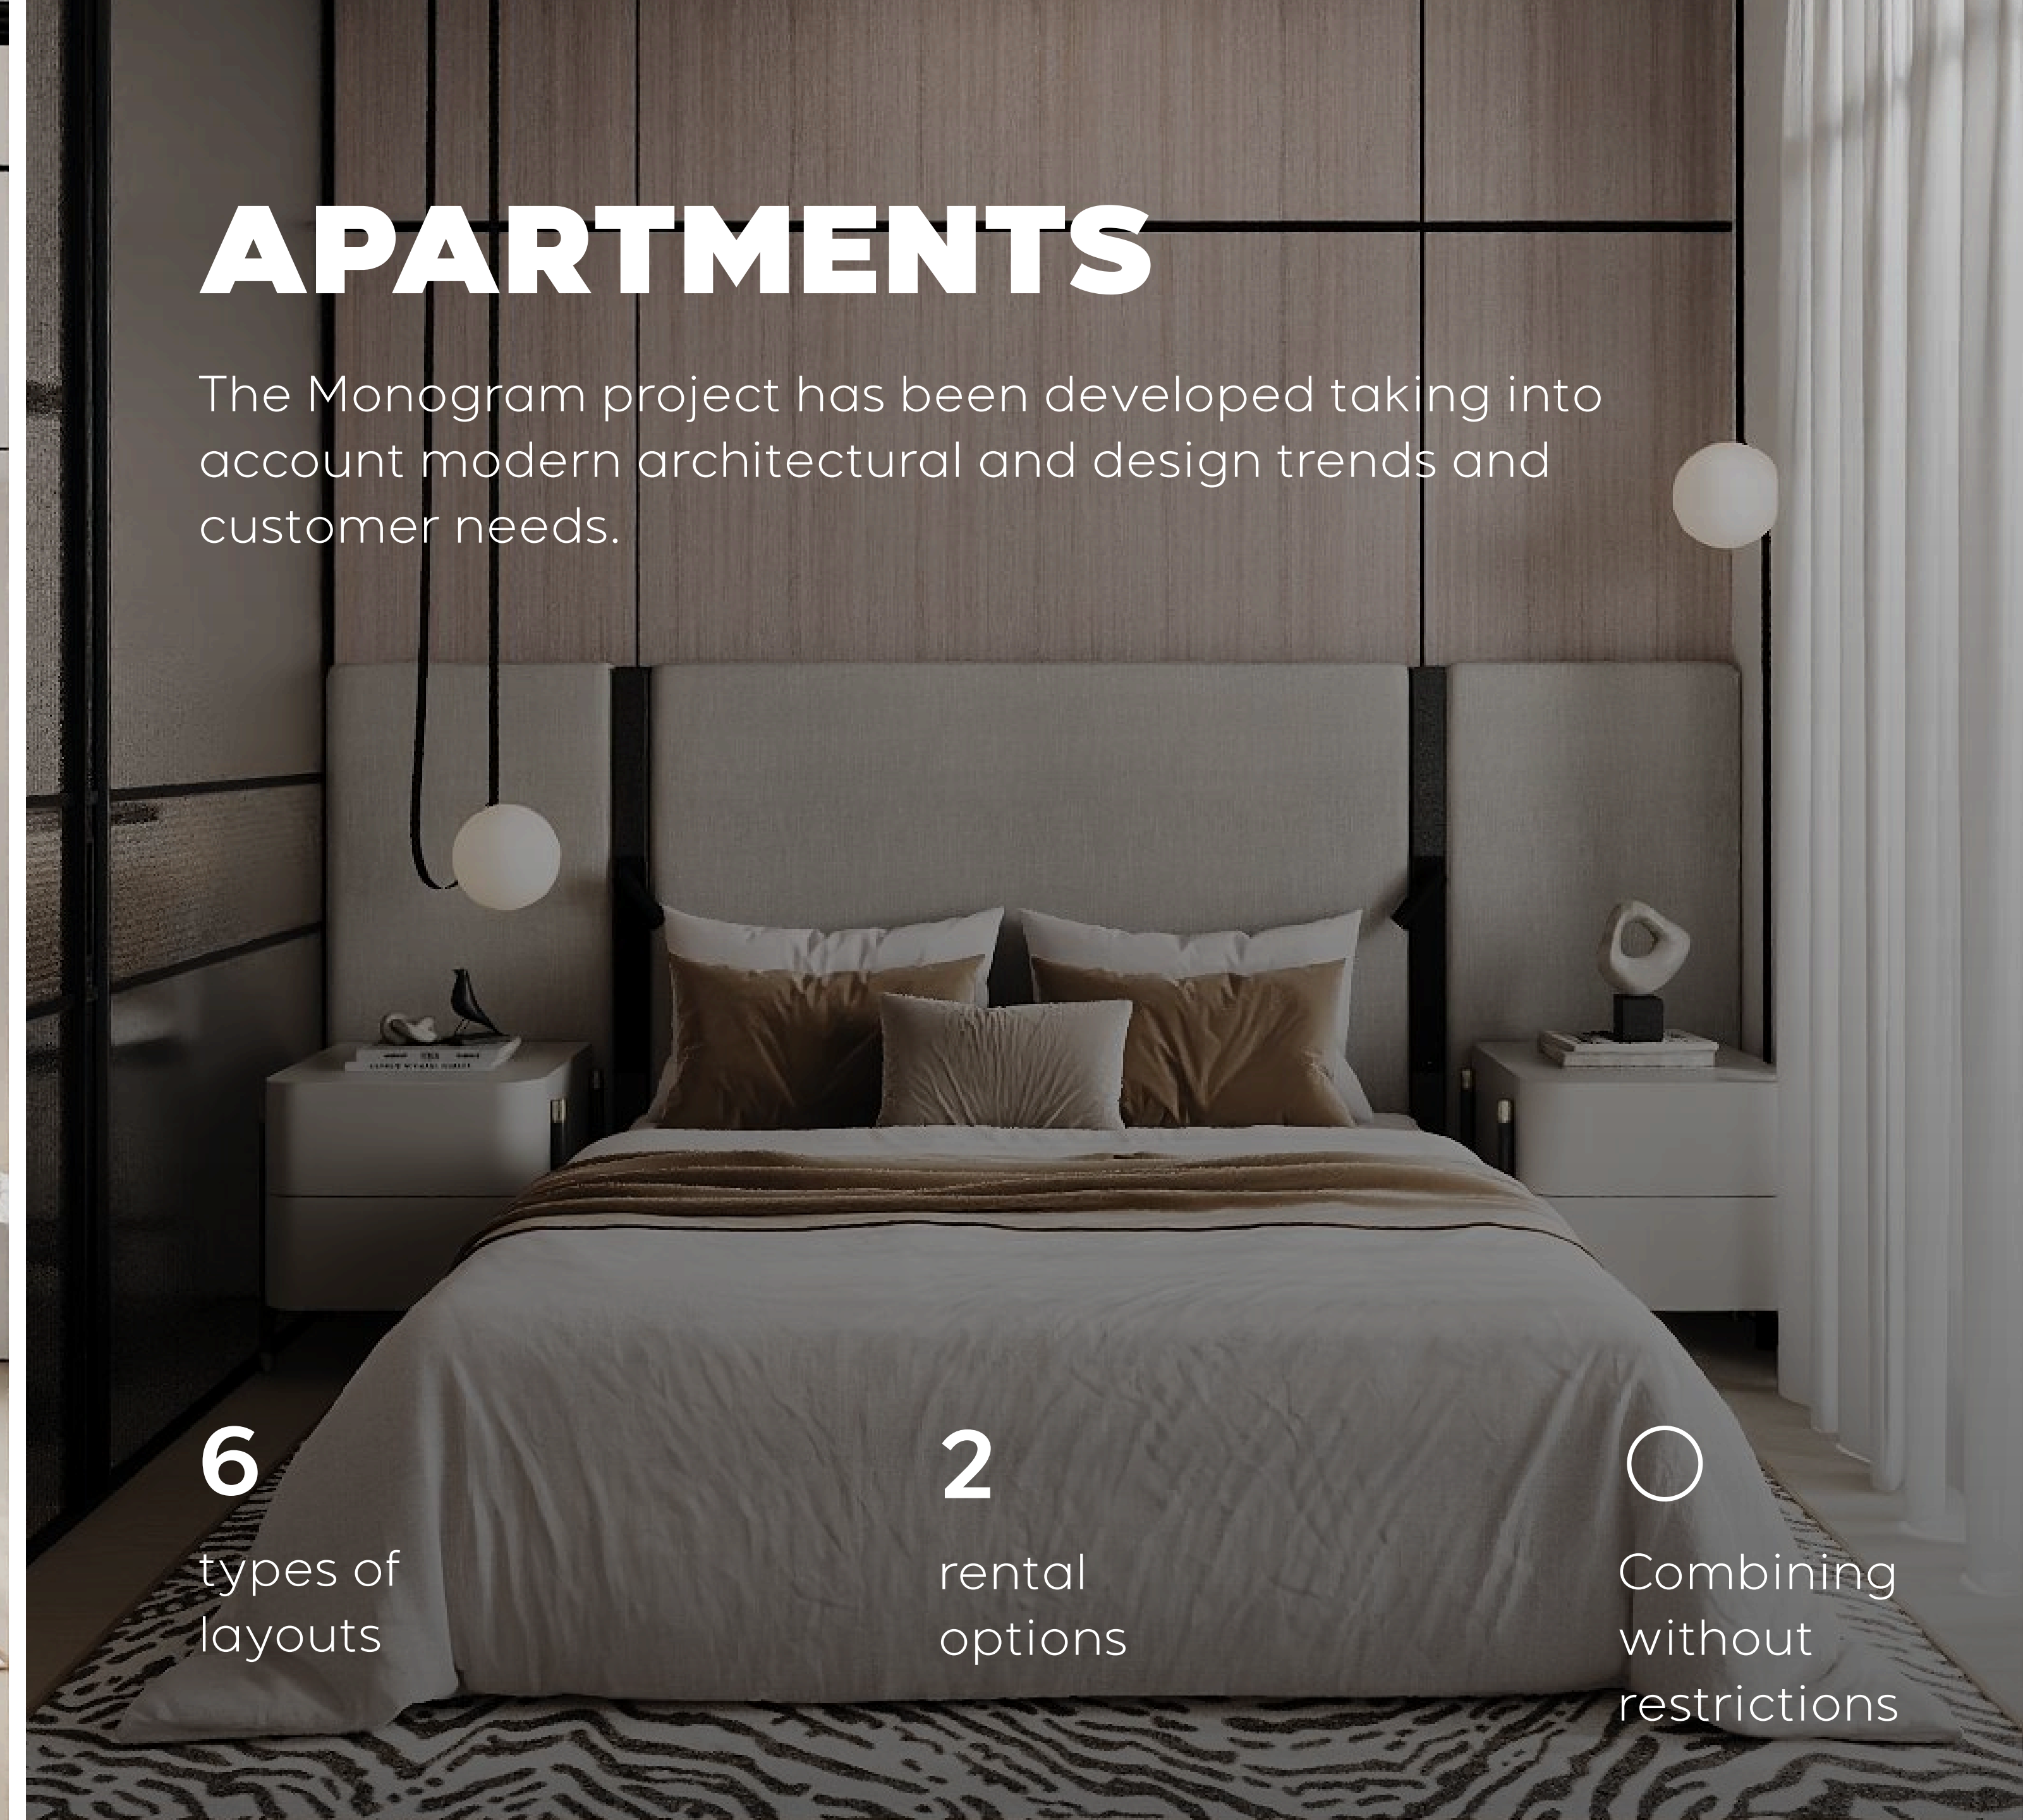 APARTMENTS
The Monogram project has been developed taking into
account modern architectural and design trends and
customer needs.
6
types of
layouts
2
rental
options
Combining
without
restrictions